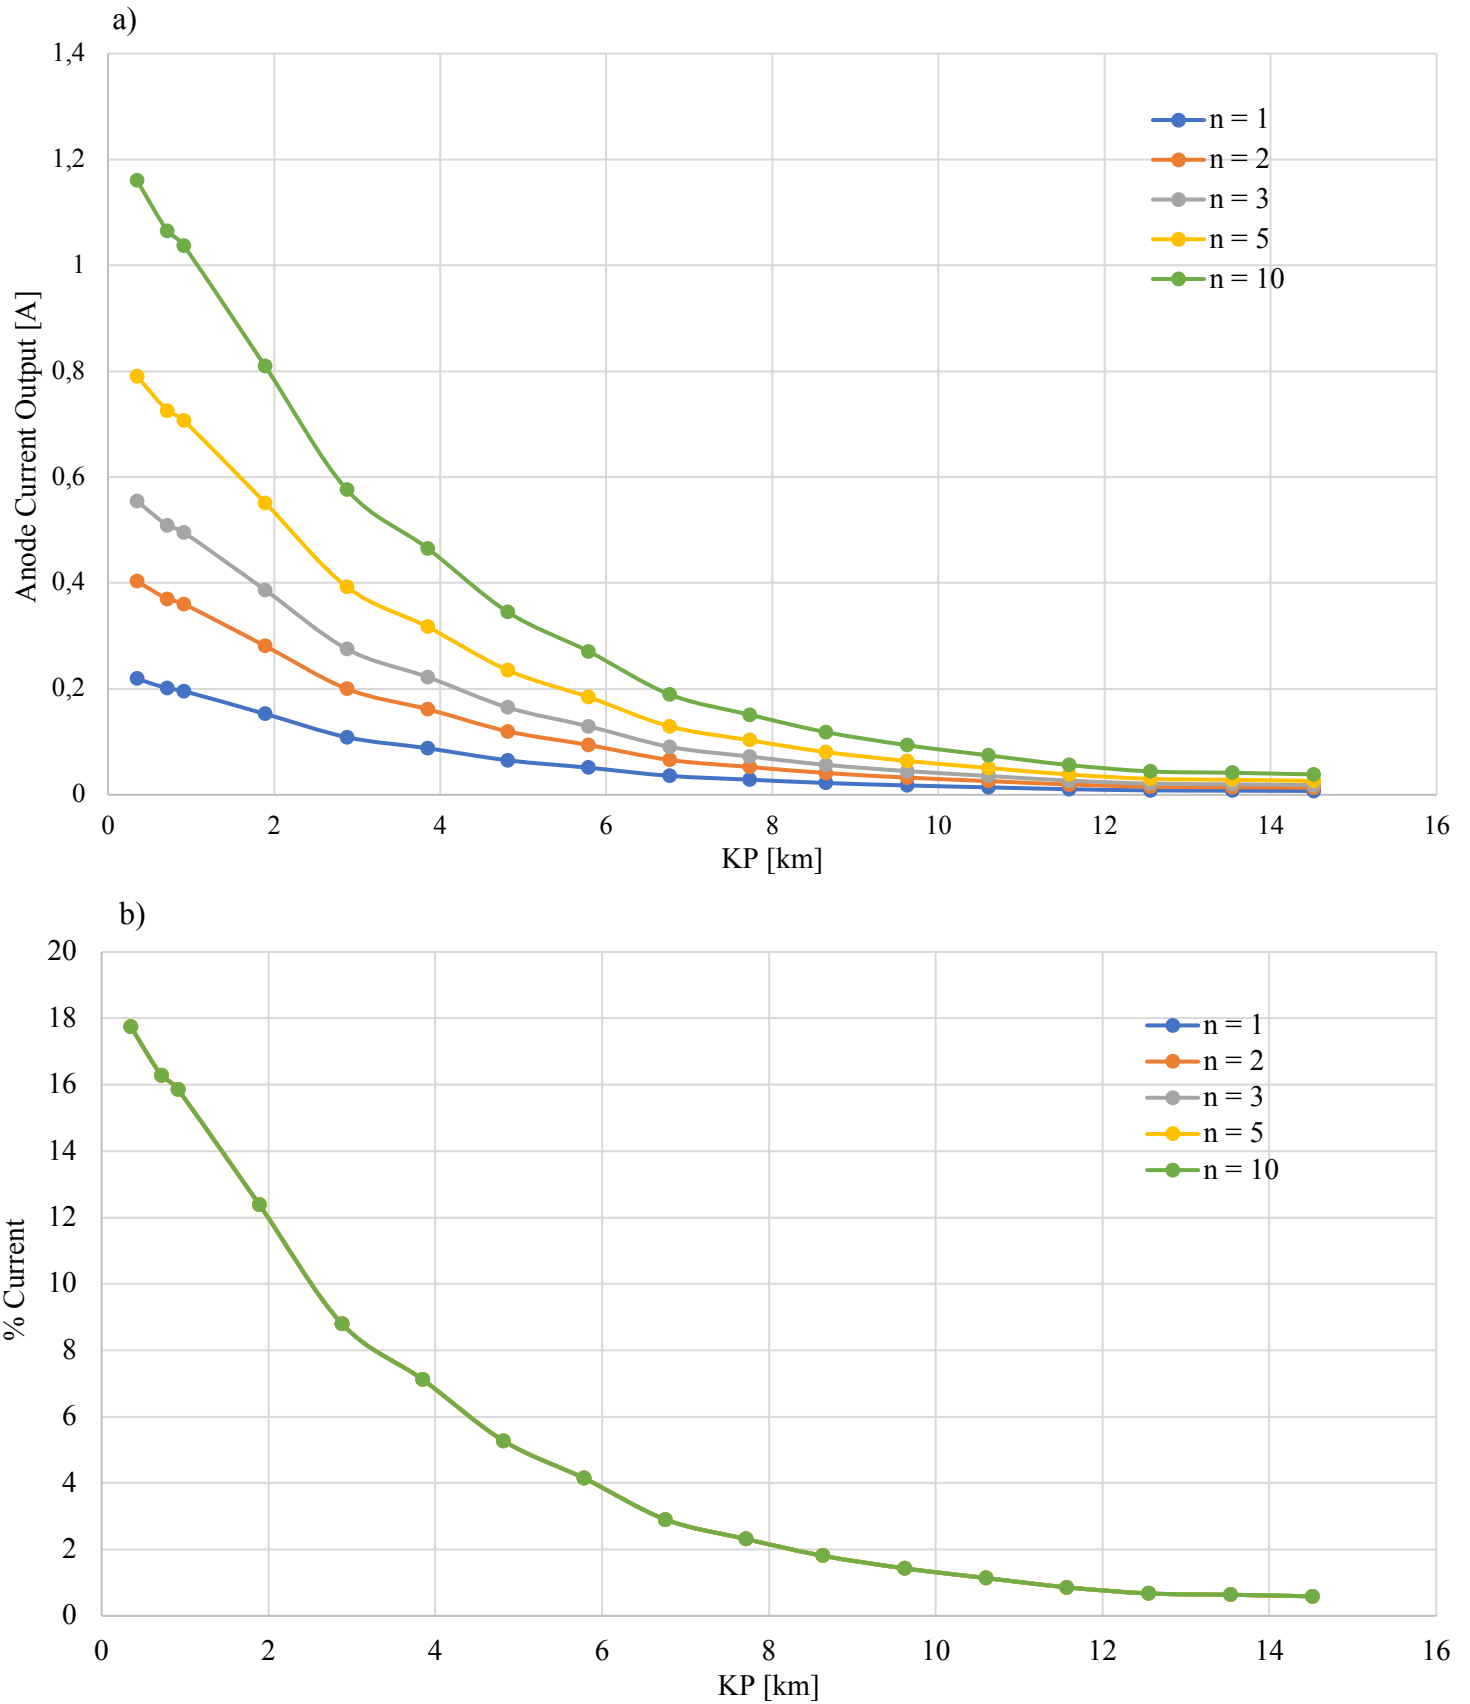 a)
1,4
1,2
1
0,8
0,6
0,4
0,2
0
Anode Current Output [A]
n = 1
n = 2
n = 3
n = 5
n = 10
0 2 4 6 8 10 12 14 16
KP [km]
b)
20
18
16
14
12
10
8
6
4
2
0
% Current
n = 1
n = 2
n = 3
n = 5
n = 10
0 2 4 6 8 10 12 14 16
KP [km]